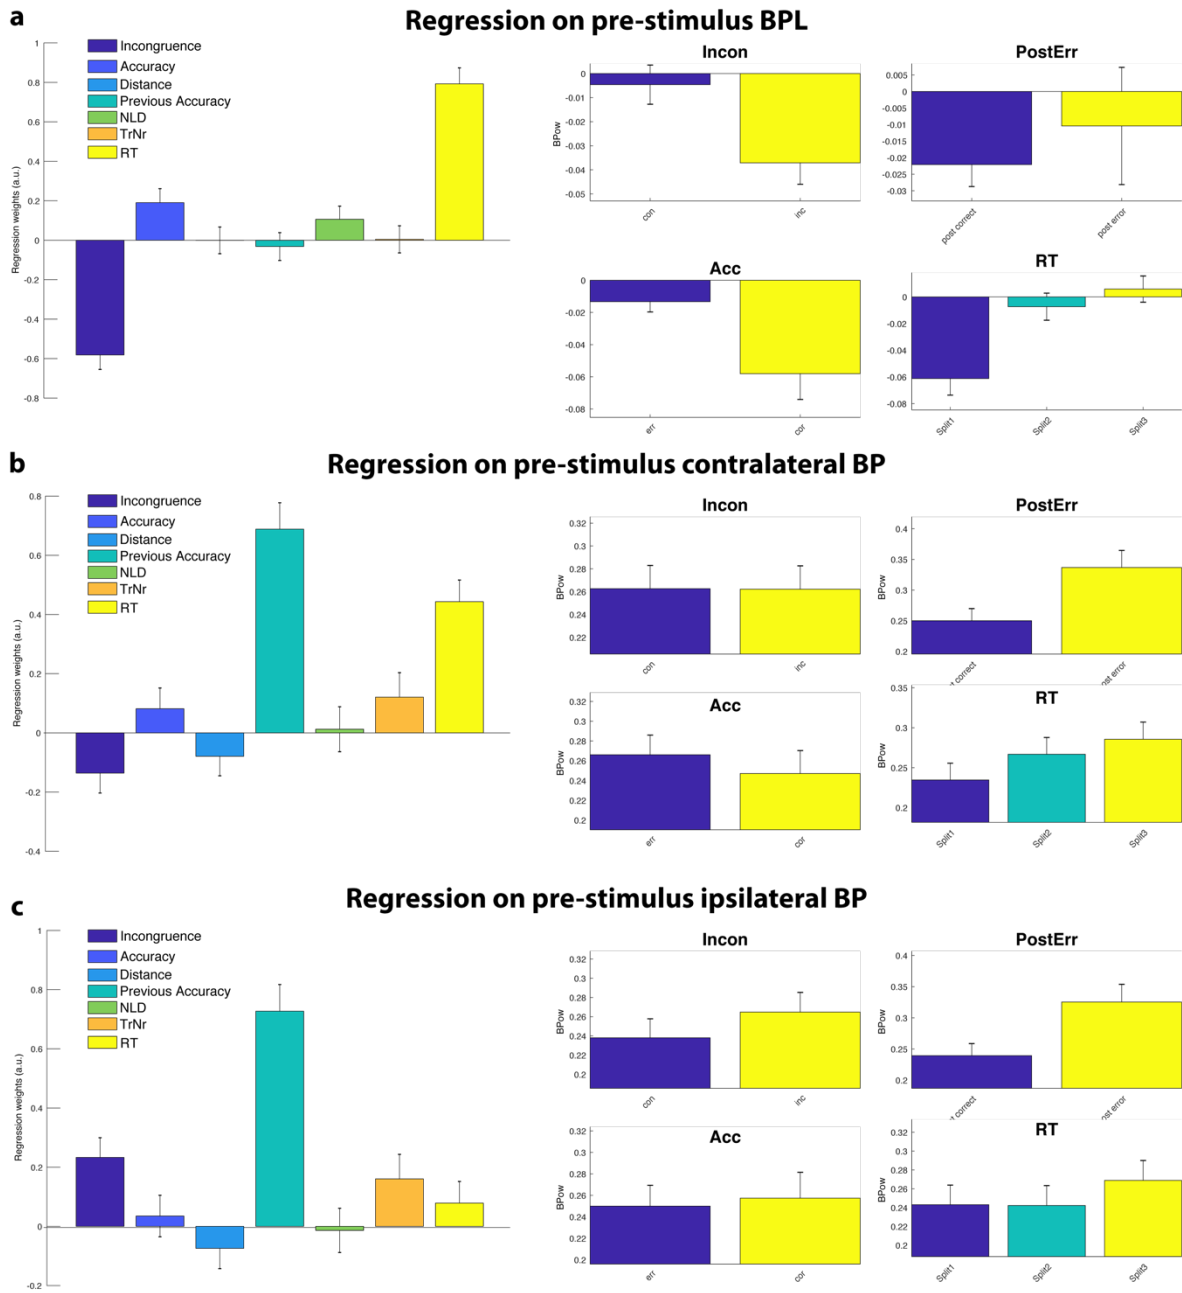 a
Regression on pre-stimulus BPL
1
0.8
0.6
0.4
0.2
0
-0.2
-0.4
-0.6
-0.8
Regression weights (a.u.)
Incongruence
Accuracy
Distance
Previous Accuracy
NLD
TrNr
RT
Incon
0
-0.01
-0.02
-0.03
-0.04
-0.05
BPow
con
inc
PostErr
0.005
0
-0.005
-0.01
-0.015
-0.02
-0.025
-0.03
post correct
post error
Acc
0
-0.02
-0.04
-0.06
-0.08
err
cor
RT
0
-0.02
-0.04
-0.06
-0.08
Split1
Split2
Split3
b
Regression on pre-stimulus contralateral BP
0.8
0.6
0.4
0.2
0
-0.2
-0.4
Regression weights (a.u.)
Incongruence
Accuracy
Distance
Previous Accuracy
NLD
TrNr
RT
Incon
0.32
0.3
0.28
0.26
0.24
0.22
BPow
con
inc
PostErr
0.4
0.35
0.3
0.25
0.2
BPow
correct
ost error
Acc
0.32
0.3
0.28
0.26
0.24
0.22
0.2
BPow
err
cor
RT
0.35
0.3
0.25
0.2
BPow
Split1
Split2
Split3
c
Regression on pre-stimulus ipsilateral BP
1
0.8
0.6
0.4
0.2
0
-0.2
Regression weights (a.u.)
Incongruence
Accuracy
Distance
Previous Accuracy
NLD
TrNr
RT
Incon
0.32
0.3
0.28
0.26
0.24
0.22
0.2
BPow
con
inc
PostErr
0.4
0.35
0.3
0.25
0.2
BPow
correct
ost error
Acc
0.32
0.3
0.28
0.26
0.24
0.22
0.2
BPow
err
cor
RT
0.32
0.3
0.28
0.26
0.24
0.22
0.2
BPow
Split1
Split2
Split3